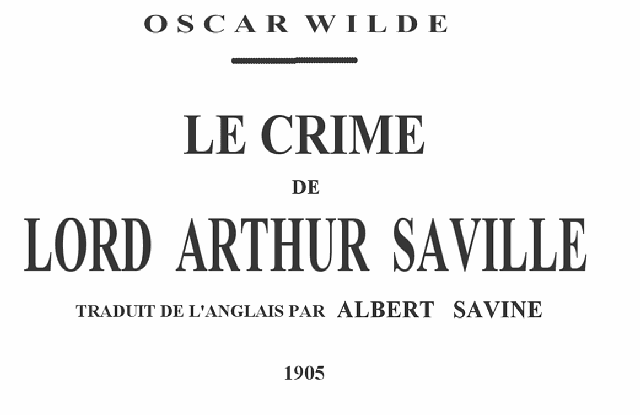 OSCAR WILDE
LE CRIME
DE
LORD ARTHUR SAVILLE
TRADUIT DE L'ANGLAIS PAR ALBERT SAVINE
1905